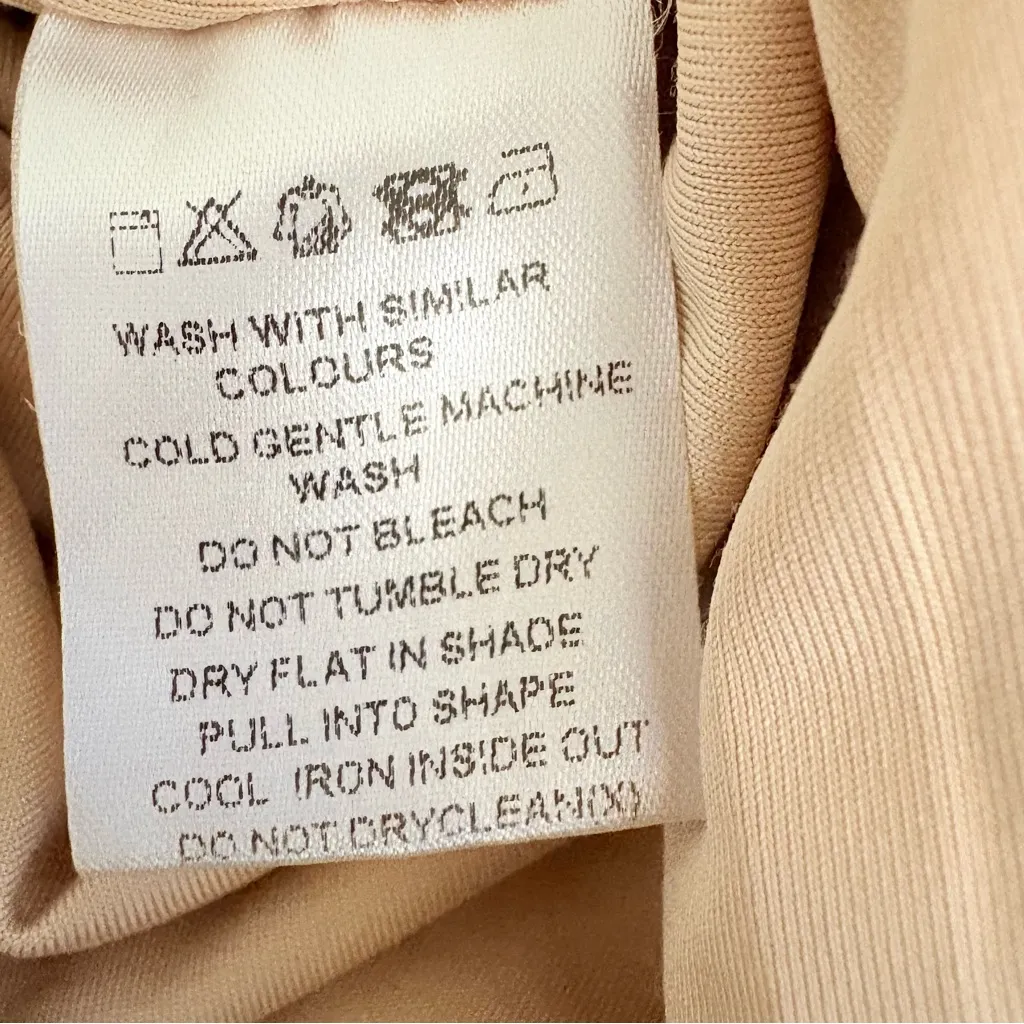 WASH WITH SIMILAR
COLOURS
COLD GENTLE MACHINE
WASH
DO NOT BLEACH
DO NOT TUMBLE DRY
DRY FLAT IN SHADE
PULL INTO SHAPE
COOL IRON INSIDE OUT
DO NOT DRYCLEAN(X)